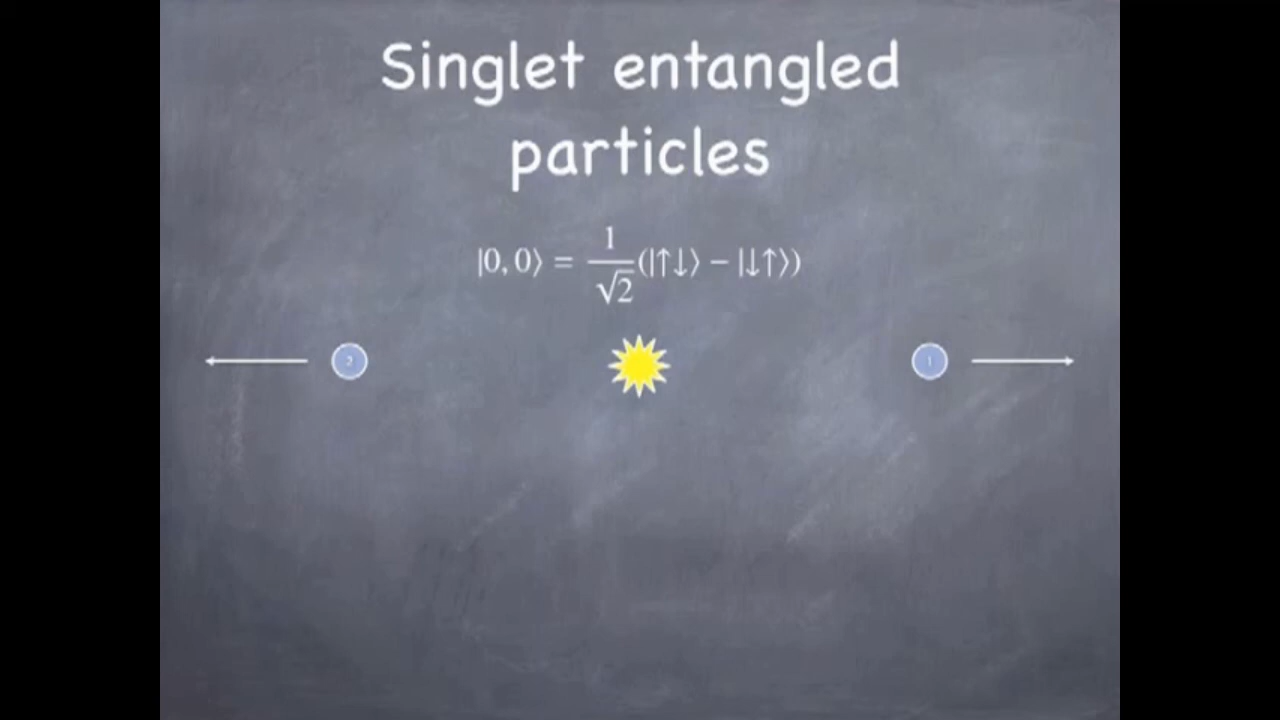 Singlet entangled
particles
|0, 0⟩ = 1/√2 (|↑↓⟩ − |↓↑⟩)
2 1